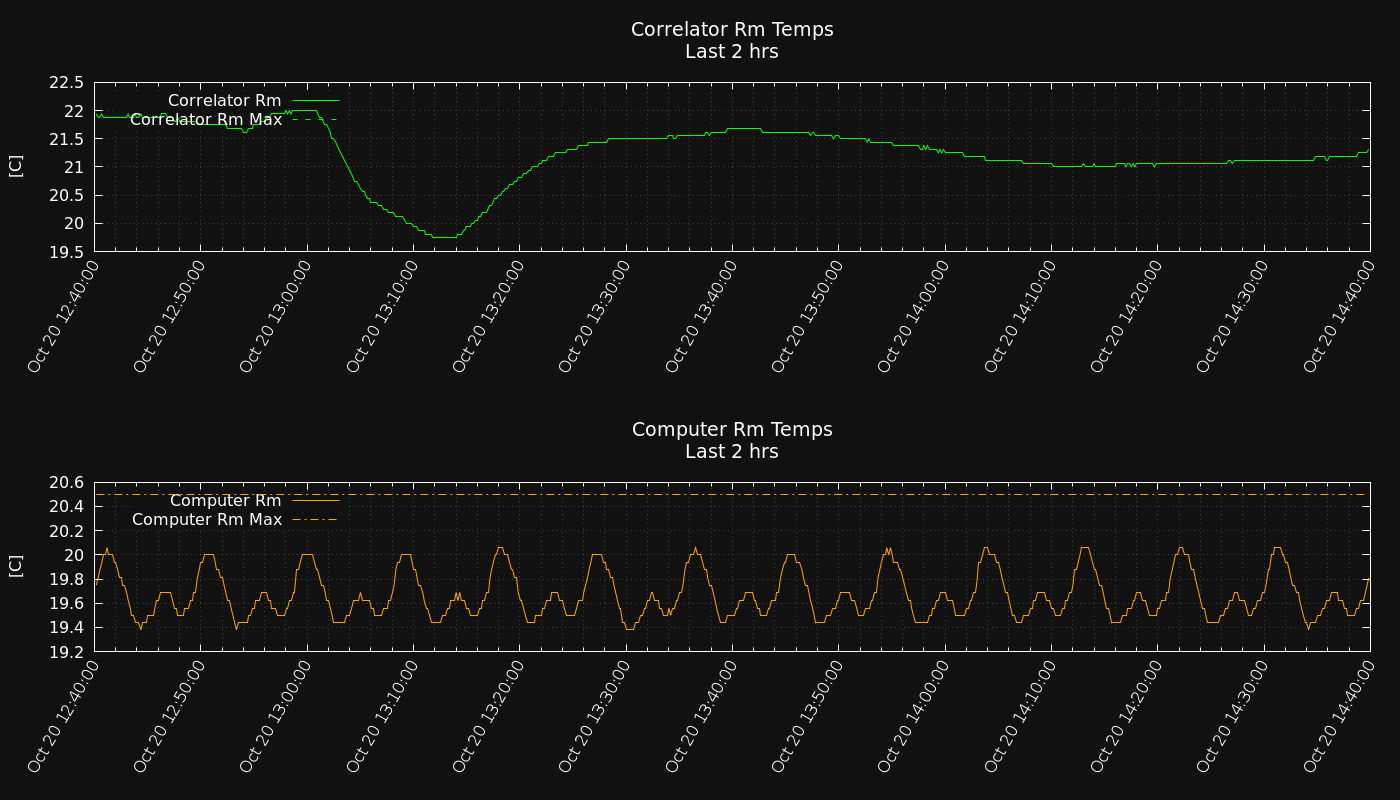 Correlator Rm Temps
Last 2 hrs
22.5
22
21.5
21
20.5
20
19.5
[C]
Correlator Rm
Correlator Rm Max
Oct 20 12:40:00
Oct 20 12:50:00
Oct 20 13:00:00
Oct 20 13:10:00
Oct 20 13:20:00
Oct 20 13:30:00
Oct 20 13:40:00
Oct 20 13:50:00
Oct 20 14:00:00
Oct 20 14:10:00
Oct 20 14:20:00
Oct 20 14:30:00
Oct 20 14:40:00
Computer Rm Temps
Last 2 hrs
20.6
20.4
20.2
20
19.8
19.6
19.4
19.2
[C]
Computer Rm
Computer Rm Max
Oct 20 12:40:00
Oct 20 12:50:00
Oct 20 13:00:00
Oct 20 13:10:00
Oct 20 13:20:00
Oct 20 13:30:00
Oct 20 13:40:00
Oct 20 13:50:00
Oct 20 14:00:00
Oct 20 14:10:00
Oct 20 14:20:00
Oct 20 14:30:00
Oct 20 14:40:00